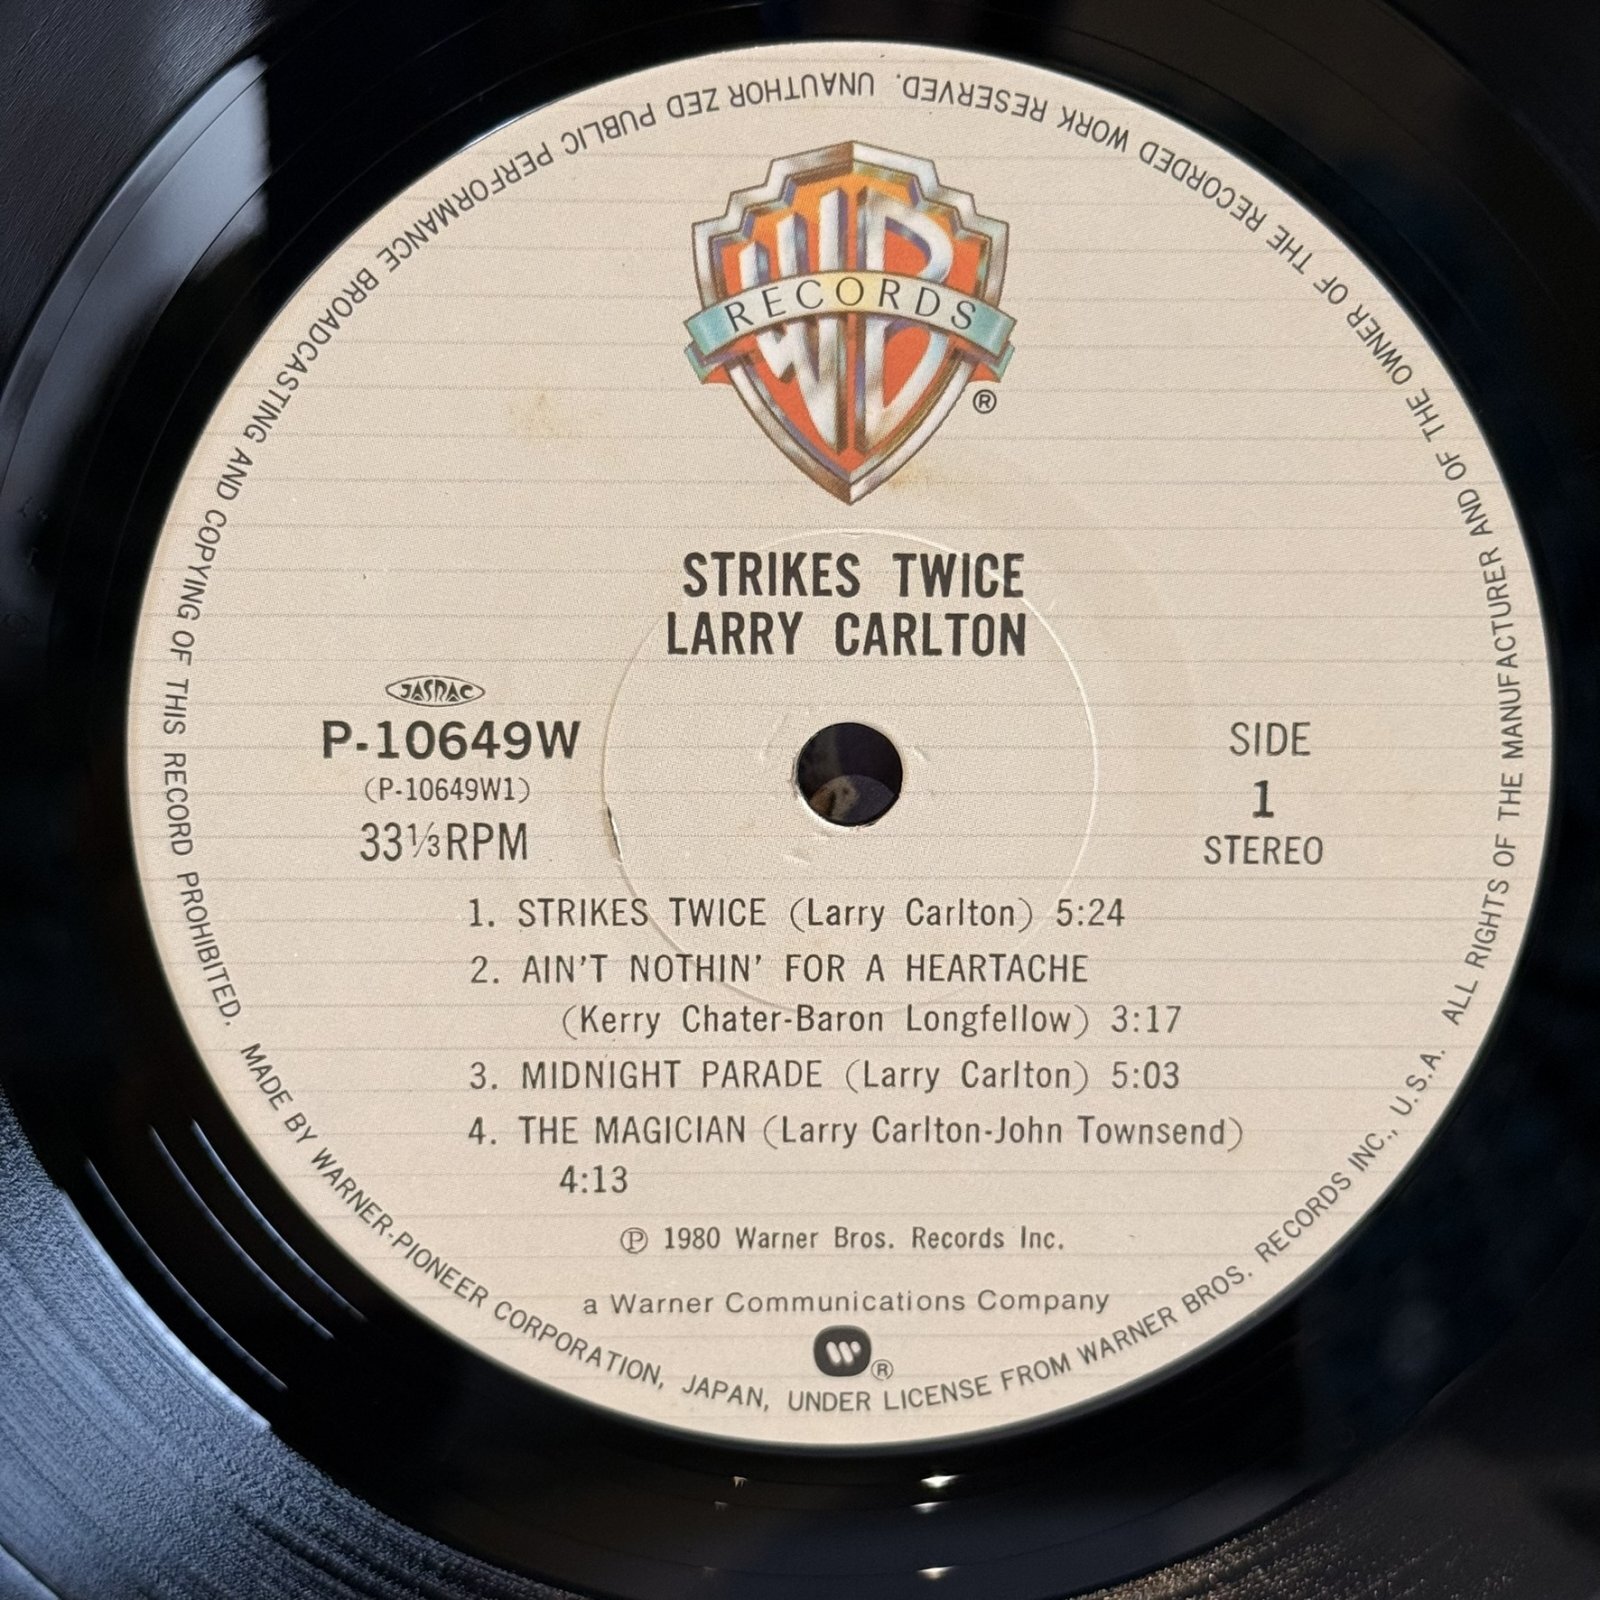 WB
RECORDS
®
STRIKES TWICE
LARRY CARLTON
JASRAC
P-10649W
(P-10649W1)
33⅓RPM
SIDE
1
STEREO
1. STRIKES TWICE (Larry Carlton) 5:24
2. AIN'T NOTHIN' FOR A HEARTACHE
(Kerry Chater-Baron Longfellow) 3:17
3. MIDNIGHT PARADE (Larry Carlton) 5:03
4. THE MAGICIAN (Larry Carlton-John Townsend)
4:13
℗ 1980 Warner Bros. Records Inc.
a Warner Communications Company
®
MADE BY WARNER-PIONEER CORPORATION, JAPAN, UNDER LICENSE FROM WARNER BROS. RECORDS INC., U.S.A. ALL RIGHTS OF THE MANUFACTURER AND OF THE OWNER OF THE RECORDED WORK RESERVED. UNAUTHOR ZED PUBLIC PERFORMANCE BROADCASTING AND COPYING OF THIS RECORD PROHIBITED.